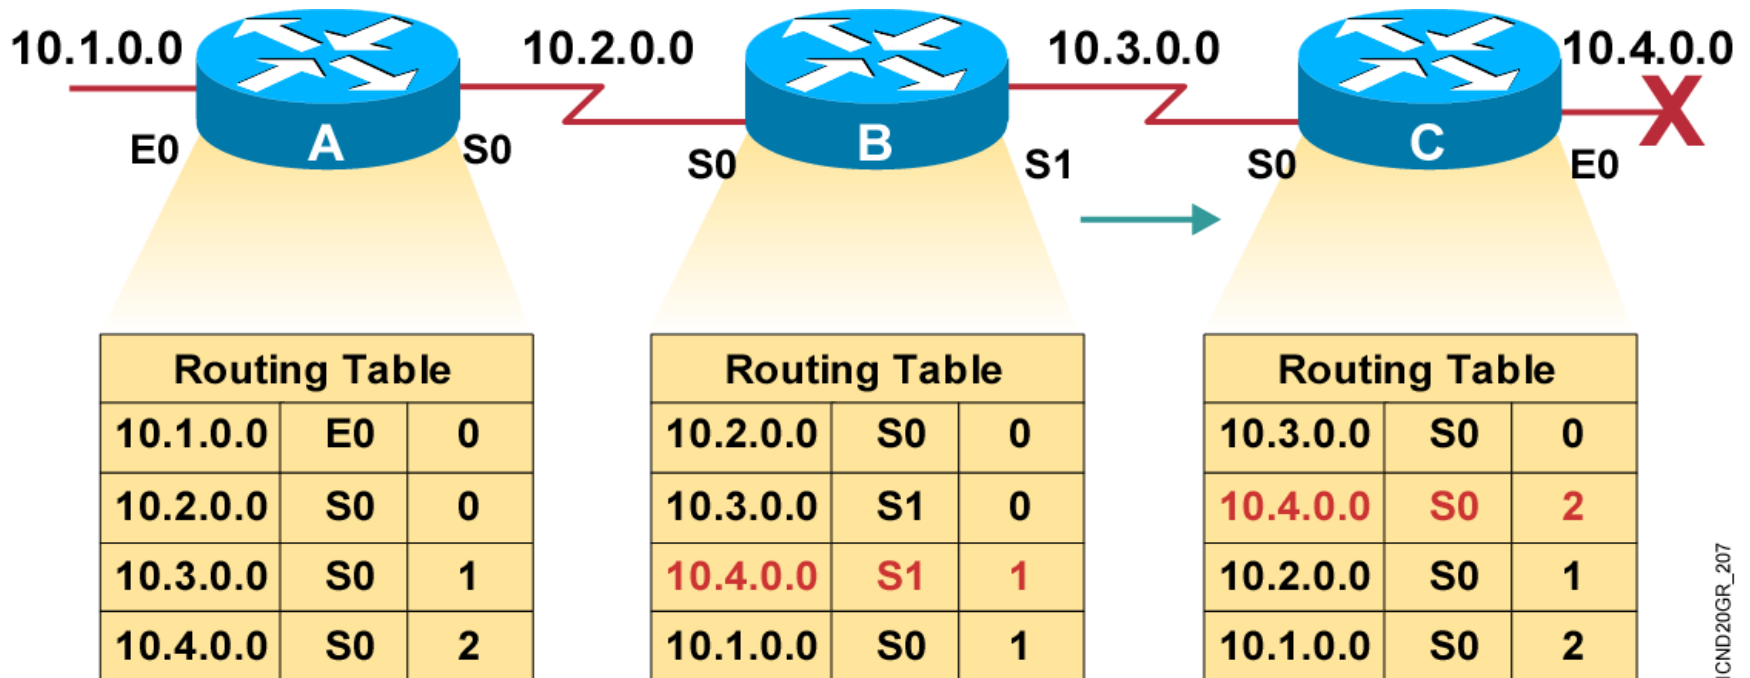 10.1.0.0 10.2.0.0 10.3.0.0 10.4.0.0
X
A B C
E0 S0 S0 S1 S0 E0
Routing Table
10.1.0.0 E0 0
10.2.0.0 S0 0
10.3.0.0 S0 1
10.4.0.0 S0 2
Routing Table
10.2.0.0 S0 0
10.3.0.0 S1 0
10.4.0.0 S1 1
10.1.0.0 S0 1
Routing Table
10.3.0.0 S0 0
10.4.0.0 S0 2
10.2.0.0 S0 1
10.1.0.0 S0 2
ICND20GR_207